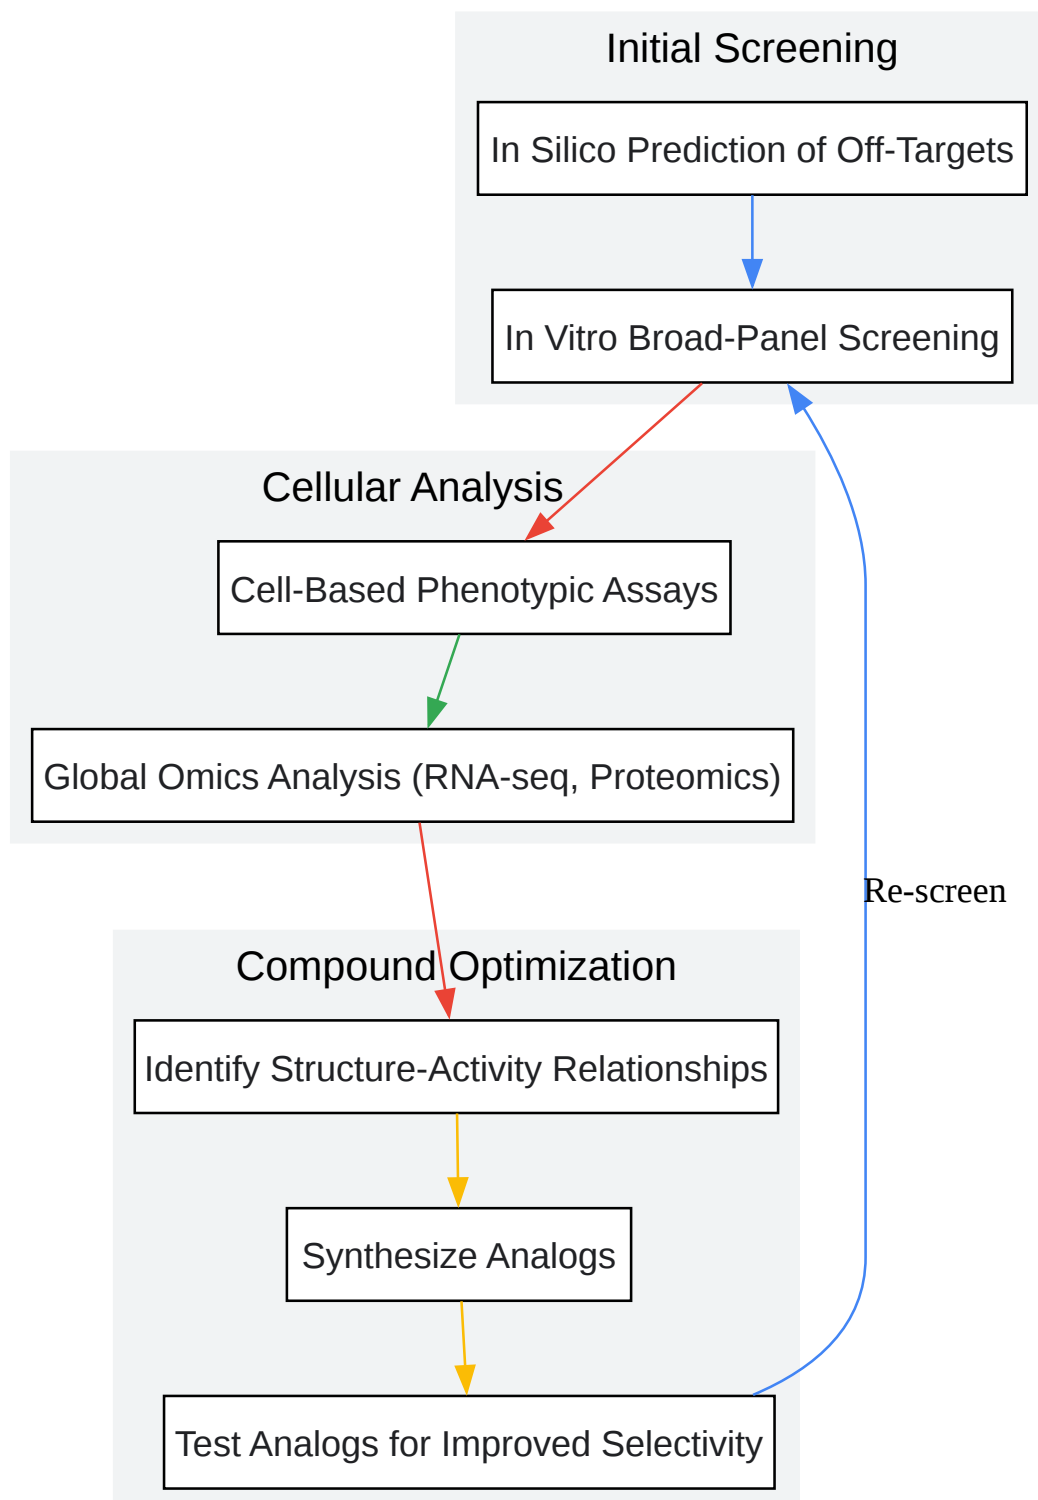 Initial Screening
In Silico Prediction of Off-Targets
In Vitro Broad-Panel Screening
Cellular Analysis
Cell-Based Phenotypic Assays
Global Omics Analysis (RNA-seq, Proteomics)
Re-screen
Compound Optimization
Identify Structure-Activity Relationships
Synthesize Analogs
Test Analogs for Improved Selectivity